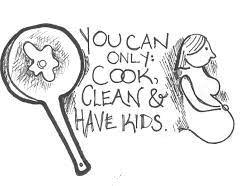 YOU CAN
ONLY:
COOK,
CLEAN &
HAVE KIDS.